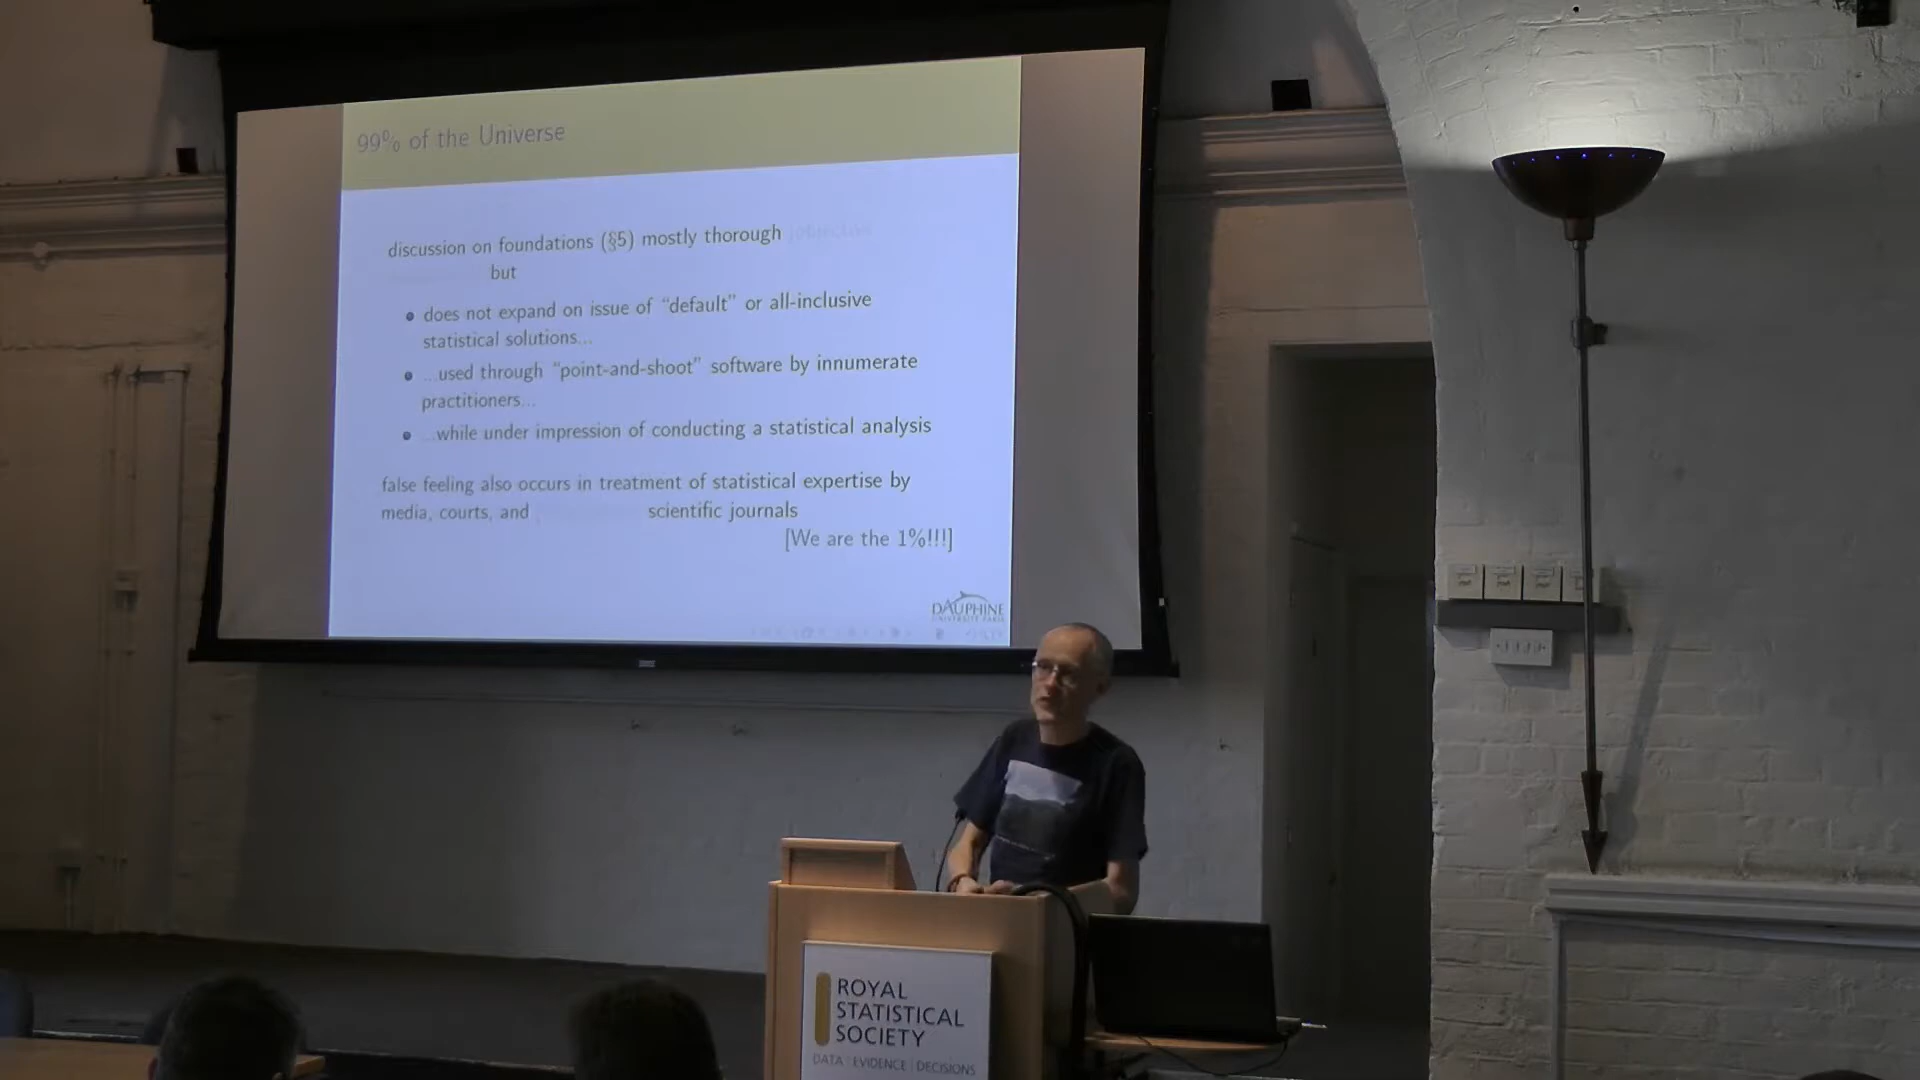 99% of the Universe
discussion on foundations (§5) mostly thorough
but
does not expand on issue of “default” or all-inclusive
statistical solutions...
...used through “point-and-shoot” software by innumerate
practitioners...
...while under impression of conducting a statistical analysis
false feeling also occurs in treatment of statistical expertise by
media, courts, and scientific journals
[We are the 1%!!!]
DAUPHINE
UNIVERSITÉ PARIS
ROYAL
STATISTICAL
SOCIETY
DATA | EVIDENCE | DECISIONS